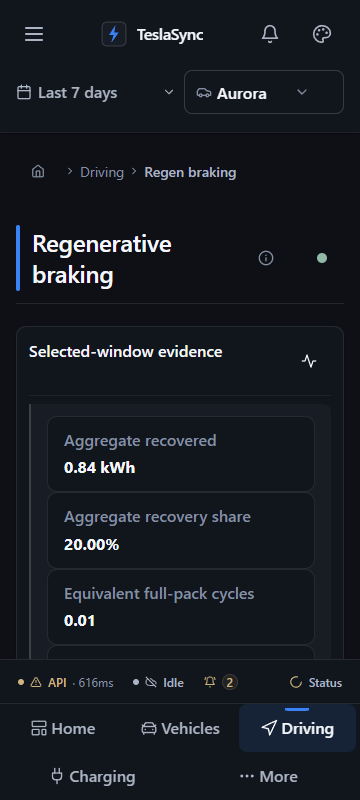 TeslaSync
Last 7 days
Aurora
Driving
Regen braking
Regenerative
braking
Selected-window evidence
Aggregate recovered
0.84 kWh
Aggregate recovery share
20.00%
Equivalent full-pack cycles
0.01
API · 616ms
Idle
2
Status
Home
Vehicles
Driving
Charging
More